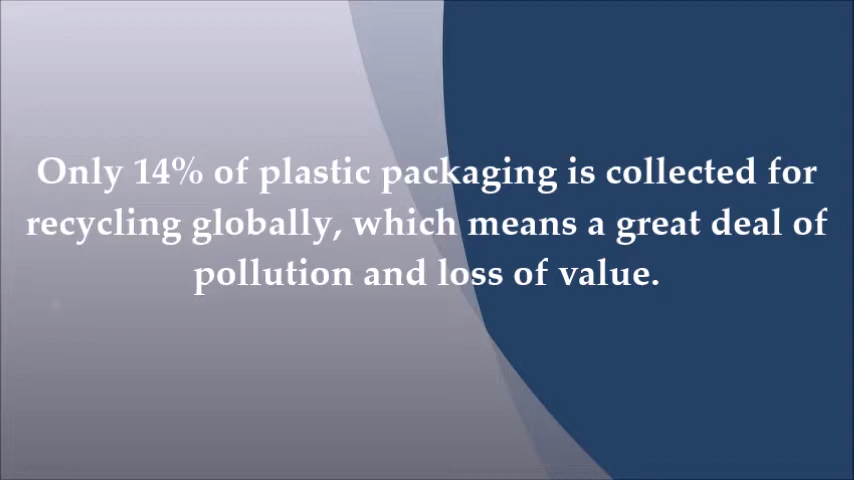 Only 14% of plastic packaging is collected for
recycling globally, which means a great deal of
pollution and loss of value.